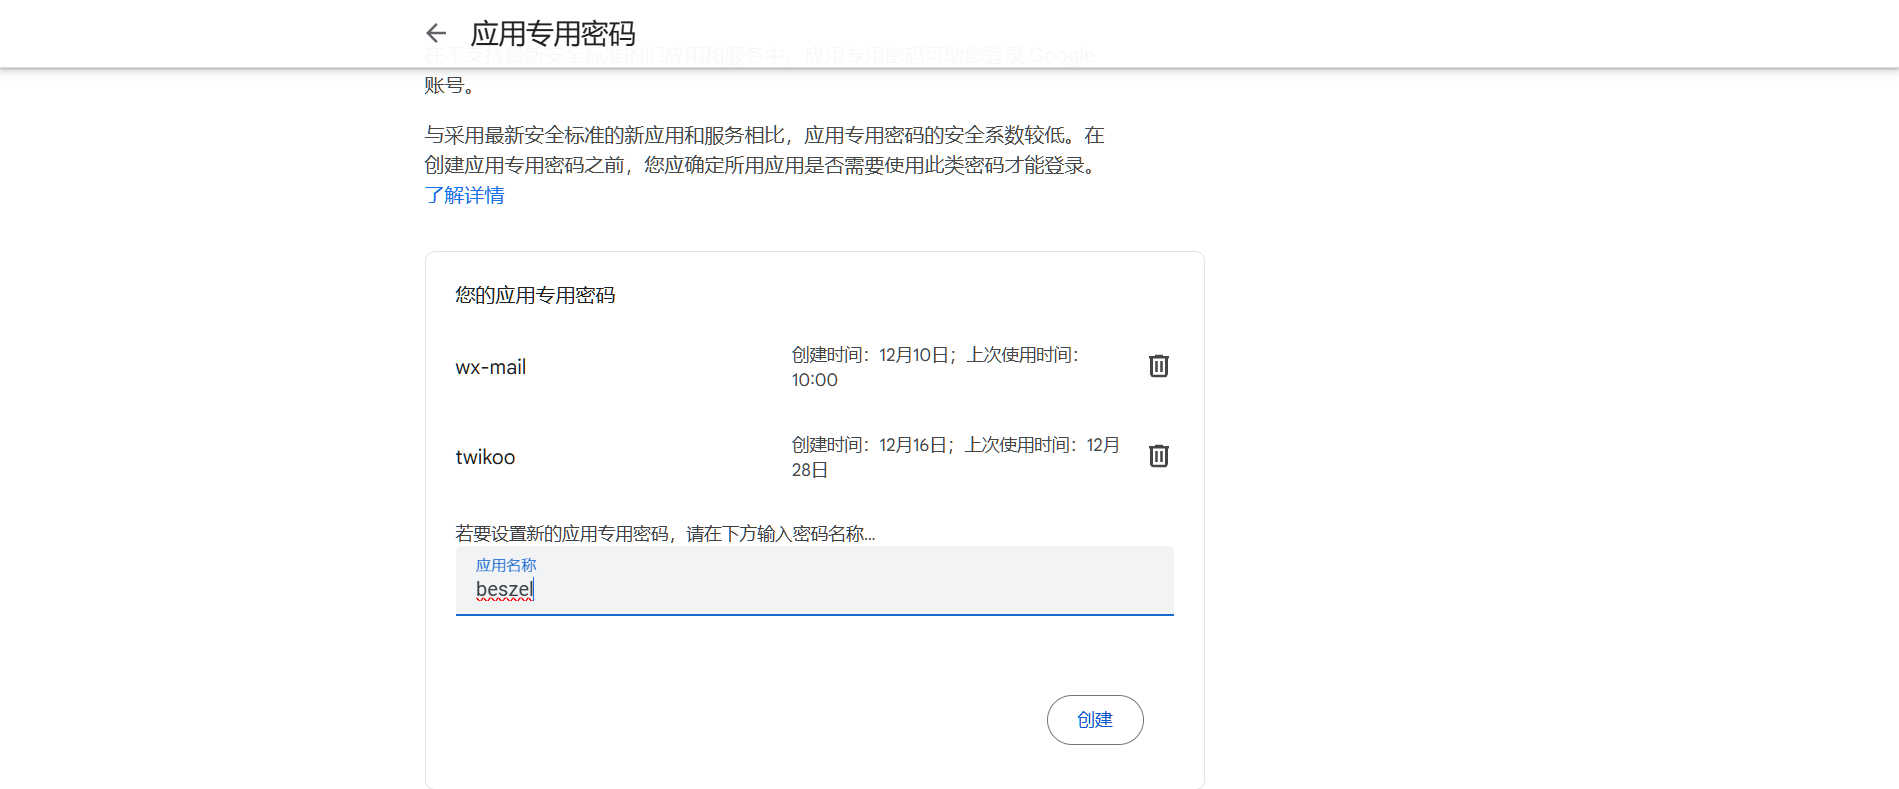 应用专用密码
在不支持最新安全标准的旧应用和服务中，应用专用密码可助您登录 Google
账号。
与采用最新安全标准的新应用和服务相比，应用专用密码的安全系数较低。在
创建应用专用密码之前，您应确定所用应用是否需要使用此类密码才能登录。
了解详情
您的应用专用密码
wx-mail
创建时间：12月10日；上次使用时间：
10:00
twikoo
创建时间：12月16日；上次使用时间：12月
28日
若要设置新的应用专用密码，请在下方输入密码名称...
应用名称
beszel
创建